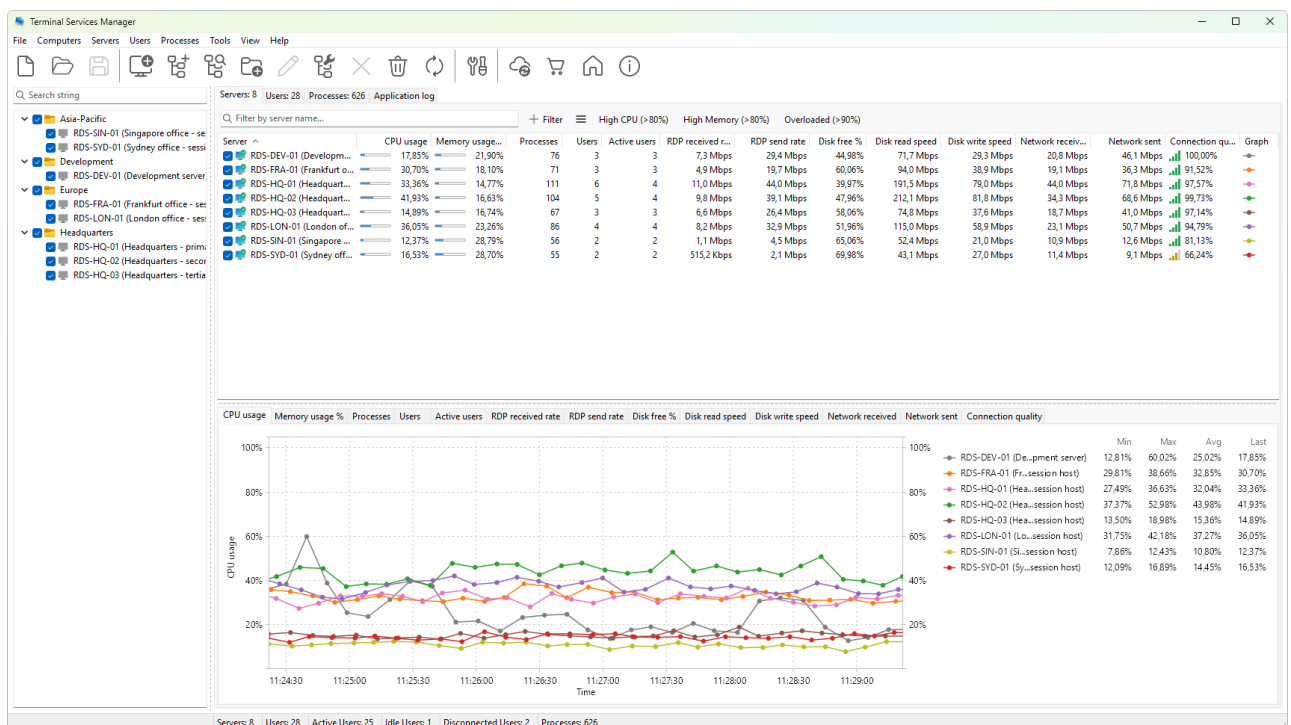 Terminal Services Manager
File Computers Servers Users Processes Tools View Help
Search string
Asia-Pacific
RDS-SIN-01 (Singapore office - se
RDS-SYD-01 (Sydney office - sessi
Development
RDS-DEV-01 (Development server
Europe
RDS-FRA-01 (Frankfurt office - ses
RDS-LON-01 (London office - sess
Headquarters
RDS-HQ-01 (Headquarters - prima
RDS-HQ-02 (Headquarters - secor
RDS-HQ-03 (Headquarters - tertia
Servers: 8 Users: 28 Processes: 626 Application log
Filter by server name... Filter High CPU (>80%) High Memory (>80%) Overloaded (>90%)
Server CPU usage Memory usage... Processes Users Active users RDP received r... RDP send rate Disk free % Disk read speed Disk write speed Network receiv... Network sent Connection qu... Graph
RDS-DEV-01 (Developm... 17,85% 21,90% 76 3 3 7,3 Mbps 29,4 Mbps 44,98% 71,7 Mbps 29,3 Mbps 20,8 Mbps 46,1 Mbps 100,00%
RDS-FRA-01 (Frankfurt o... 30,70% 18,10% 71 3 3 4,9 Mbps 19,7 Mbps 60,06% 94,0 Mbps 38,9 Mbps 19,1 Mbps 36,3 Mbps 91,52%
RDS-HQ-01 (Headquart... 33,36% 14,77% 111 6 4 11,0 Mbps 44,0 Mbps 39,97% 191,5 Mbps 79,0 Mbps 44,0 Mbps 71,8 Mbps 97,57%
RDS-HQ-02 (Headquart... 41,93% 16,63% 104 5 4 9,8 Mbps 39,1 Mbps 47,96% 212,1 Mbps 81,8 Mbps 34,3 Mbps 68,6 Mbps 99,73%
RDS-HQ-03 (Headquart... 14,89% 16,74% 67 3 3 6,6 Mbps 26,4 Mbps 58,06% 74,8 Mbps 37,6 Mbps 18,7 Mbps 41,0 Mbps 97,14%
RDS-LON-01 (London of... 36,05% 23,26% 86 4 4 8,2 Mbps 32,9 Mbps 51,96% 115,0 Mbps 58,9 Mbps 23,1 Mbps 50,7 Mbps 94,79%
RDS-SIN-01 (Singapore ... 12,37% 28,79% 56 2 2 1,1 Mbps 4,5 Mbps 65,06% 52,4 Mbps 21,0 Mbps 10,9 Mbps 12,6 Mbps 81,13%
RDS-SYD-01 (Sydney off... 16,53% 28,70% 55 2 2 515,2 Kbps 2,1 Mbps 69,98% 43,1 Mbps 27,0 Mbps 11,4 Mbps 9,1 Mbps 66,24%
CPU usage Memory usage % Processes Users Active users RDP received rate RDP send rate Disk free % Disk read speed Disk write speed Network received Network sent Connection quality
CPU usage
100%
80%
60%
40%
20%
11:24:30 11:25:00 11:25:30 11:26:00 11:26:30 11:27:00 11:27:30 11:28:00 11:28:30 11:29:00
Time
100%
80%
60%
40%
20%
Min Max Avg Last
RDS-DEV-01 (De...pment server) 12,81% 60,02% 25,02% 17,85%
RDS-FRA-01 (Fr...session host) 29,81% 38,66% 32,85% 30,70%
RDS-HQ-01 (Hea...session host) 27,49% 36,63% 32,04% 33,36%
RDS-HQ-02 (Hea...session host) 37,37% 52,98% 43,98% 41,93%
RDS-HQ-03 (Hea...session host) 13,50% 18,98% 15,36% 14,89%
RDS-LON-01 (Lo...session host) 31,75% 42,18% 37,27% 36,05%
RDS-SIN-01 (Si...session host) 7,86% 12,43% 10,80% 12,37%
RDS-SYD-01 (Sy...session host) 12,09% 16,89% 14,45% 16,53%
Servers: 8 Users: 28 Active Users: 25 Idle Users: 1 Disconnected Users: 2 Processes: 626